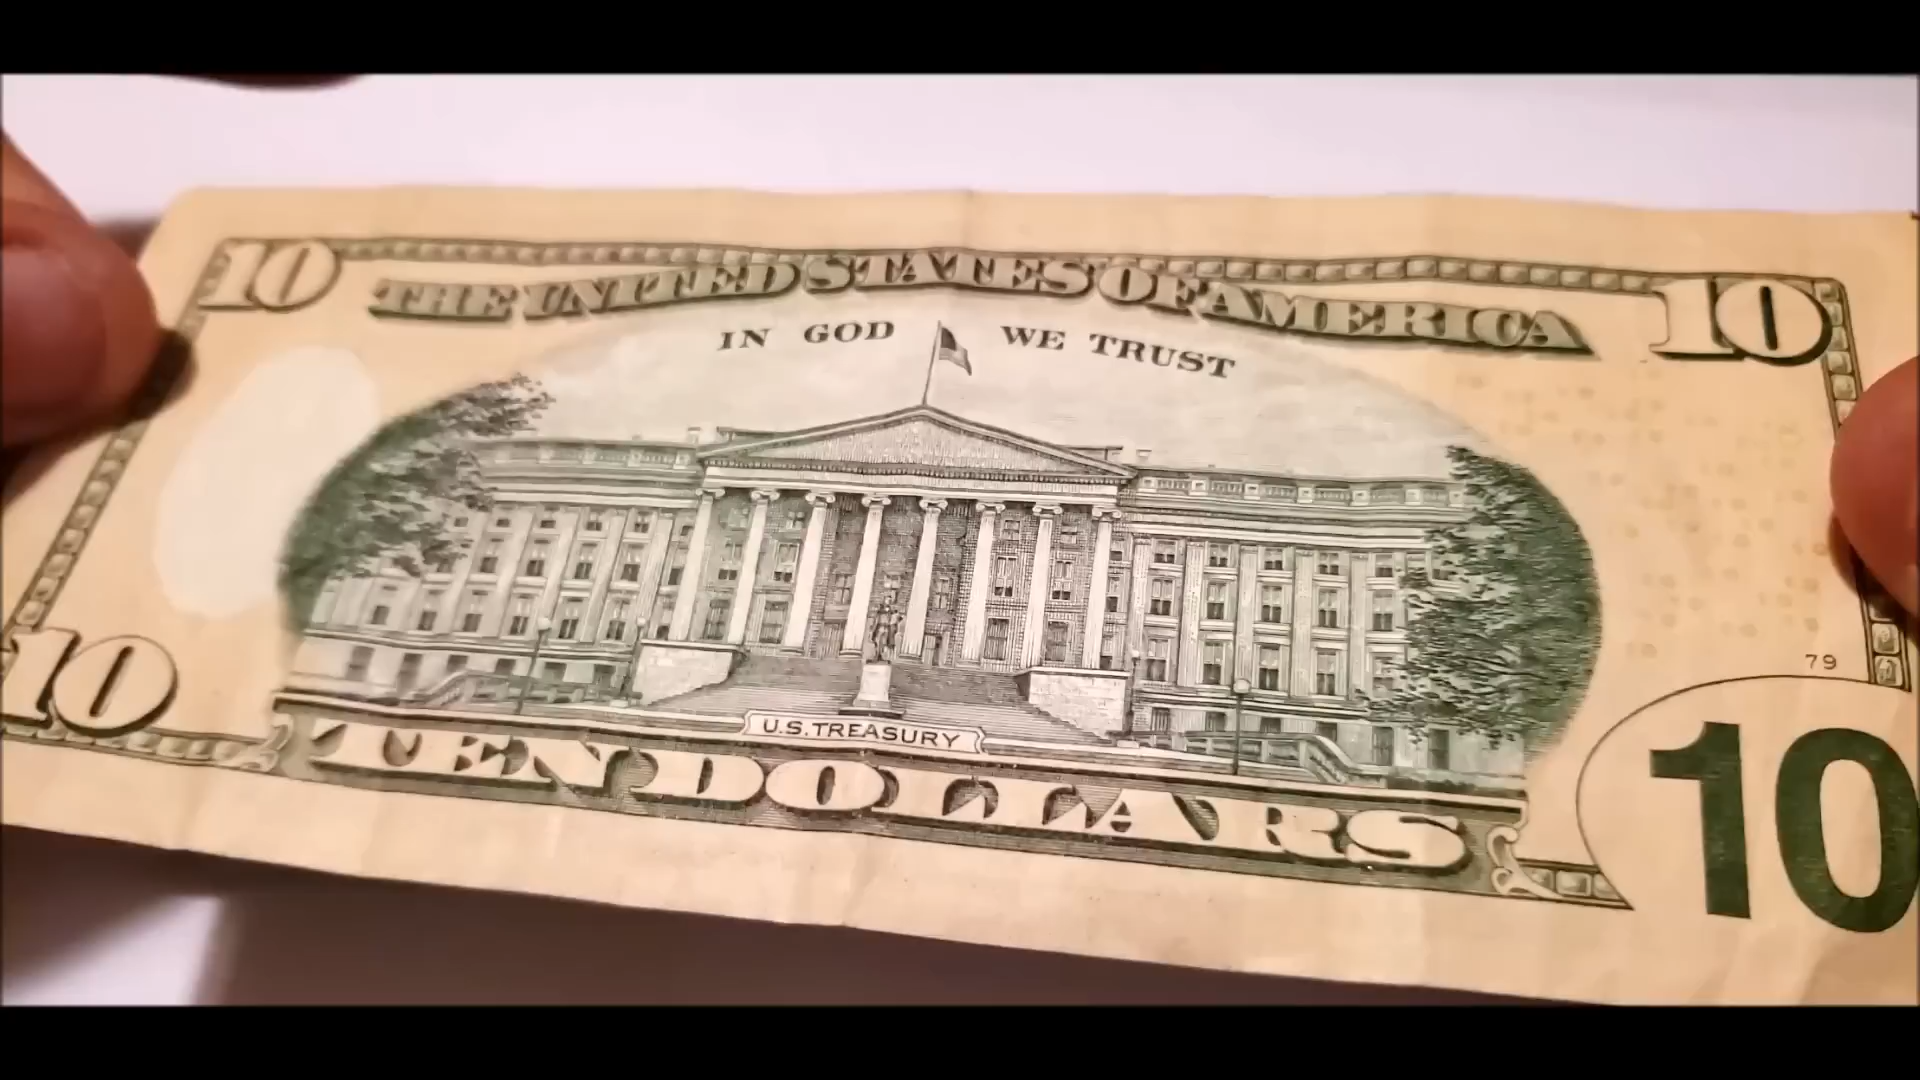 10 THE UNITED STATES OF AMERICA 10
IN GOD WE TRUST
79
10 U.S. TREASURY 10
TEN DOLLARS